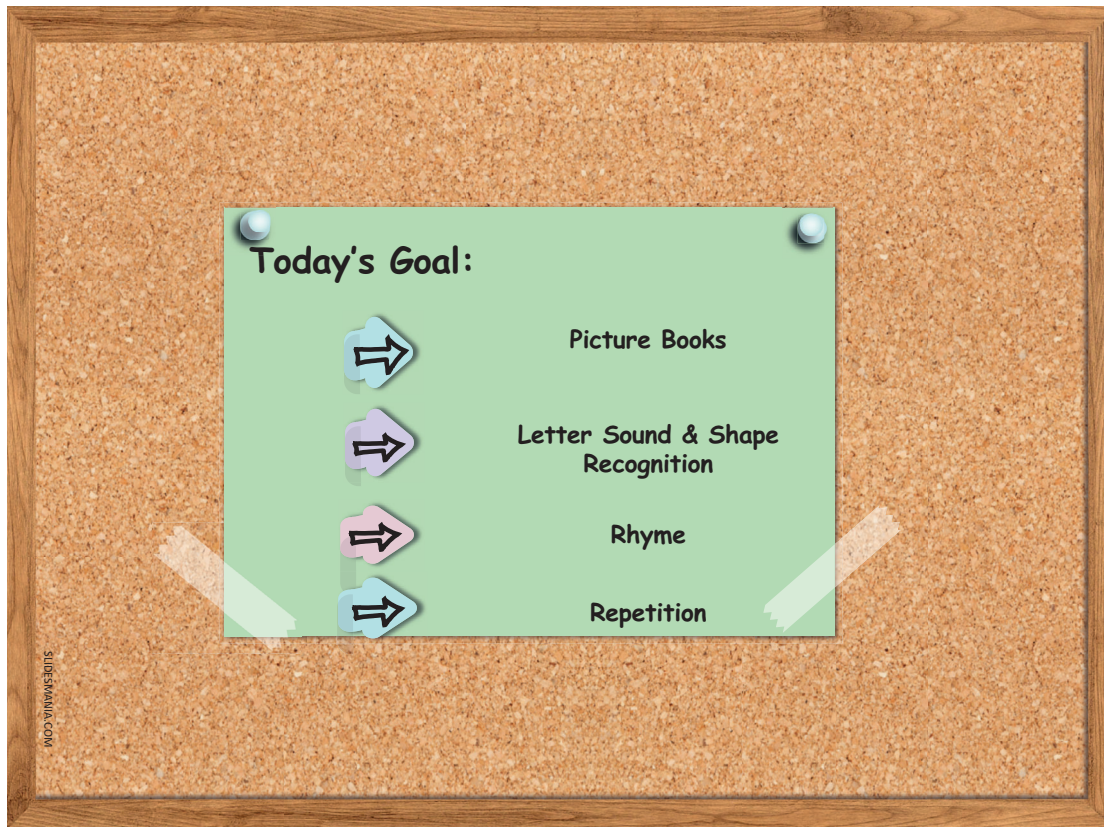 Today's Goal:
Picture Books
Letter Sound & Shape
Recognition
Rhyme
Repetition
SLIDESMANIA.COM